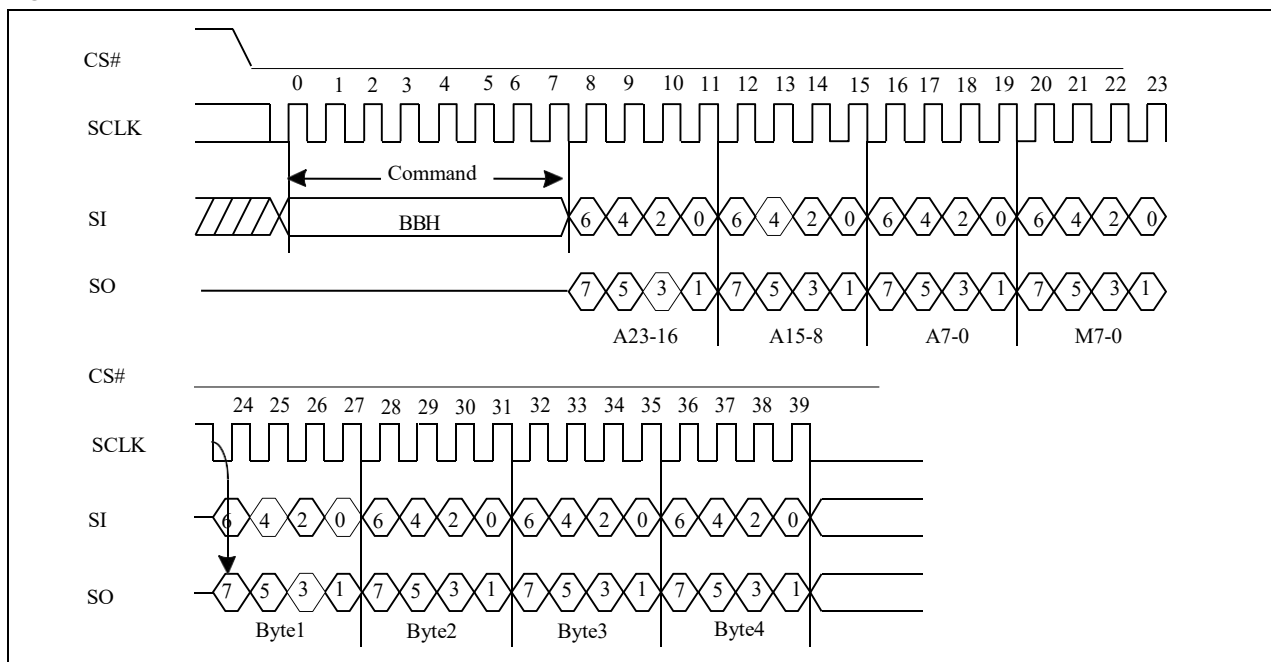 CS#
0 1 2 3 4 5 6 7 8 9 10 11 12 13 14 15 16 17 18 19 20 21 22 23
SCLK
Command
SI BBH 6 4 2 0 6 4 2 0 6 4 2 0 6 4 2 0
SO 7 5 3 1 7 5 3 1 7 5 3 1 7 5 3 1
A23-16 A15-8 A7-0 M7-0
CS#
24 25 26 27 28 29 30 31 32 33 34 35 36 37 38 39
SCLK
SI 6 4 2 0 6 4 2 0 6 4 2 0 6 4 2 0
SO 7 5 3 1 7 5 3 1 7 5 3 1 7 5 3 1
Byte1 Byte2 Byte3 Byte4